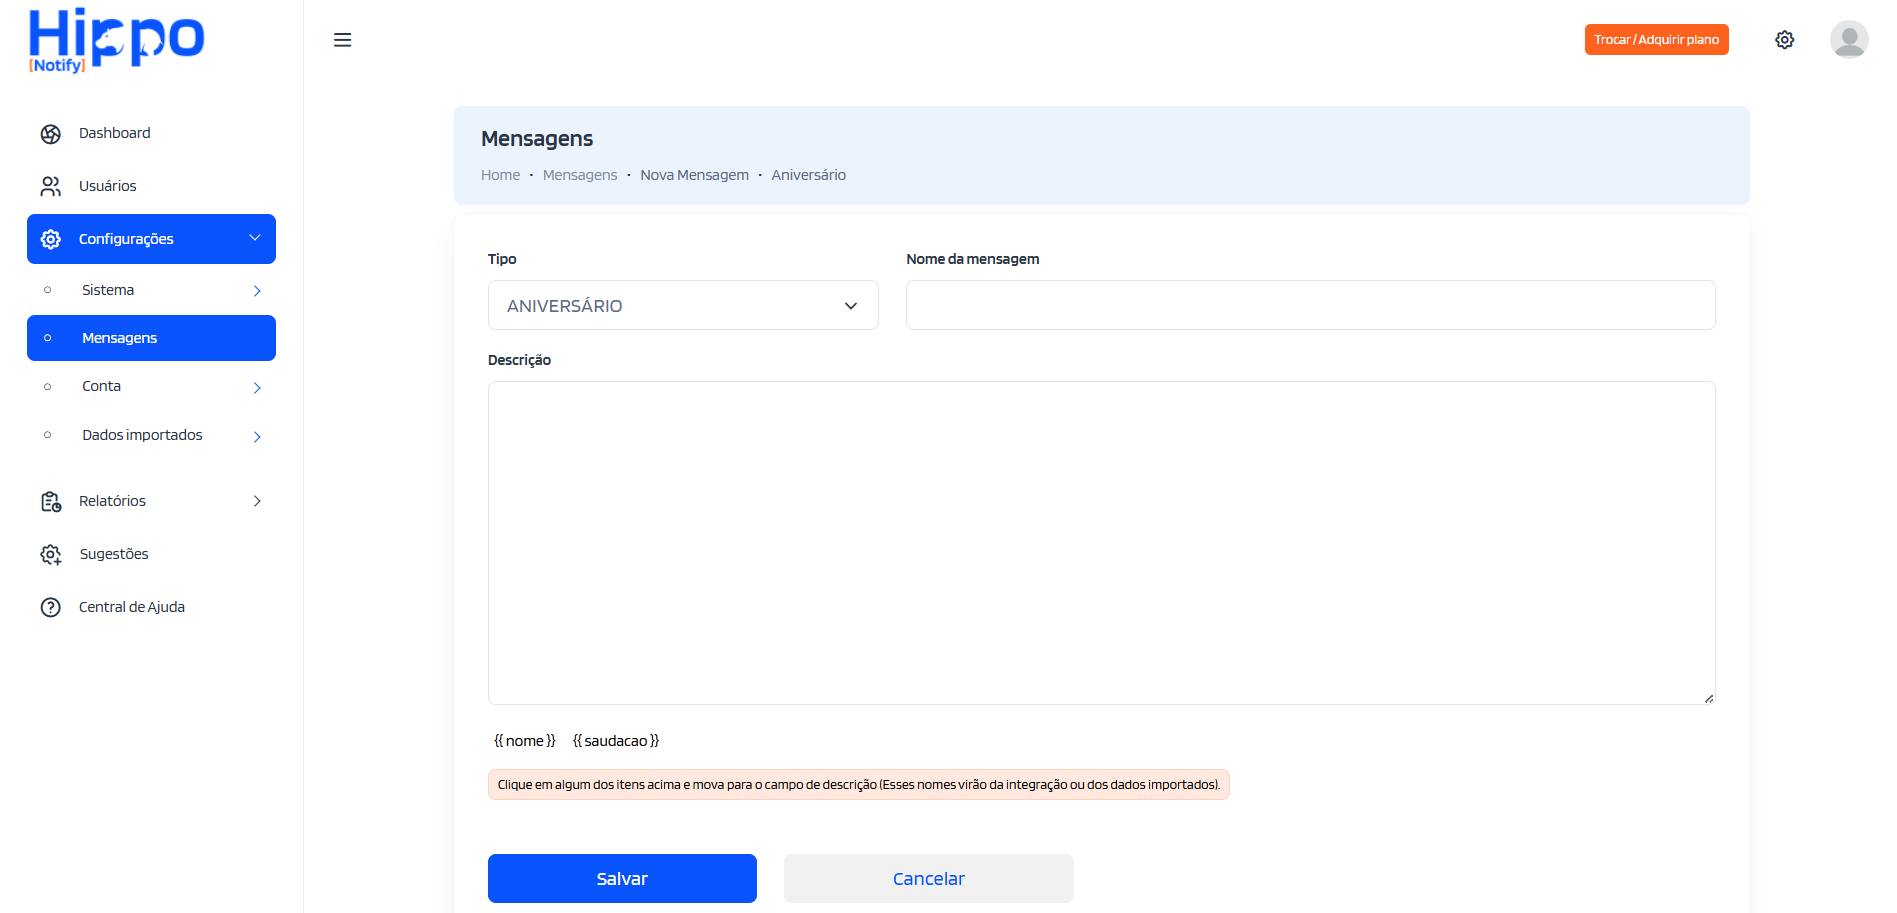 Hippo
[Notify]
Trocar / Adquirir plano
Dashboard
Usuários
Configurações
Sistema
Mensagens
Conta
Dados importados
Relatórios
Sugestões
Central de Ajuda
Mensagens
Home • Mensagens • Nova Mensagem • Aniversário
Tipo
ANIVERSÁRIO
Nome da mensagem
Descrição
{{ nome }} {{ saudacao }}
Clique em algum dos itens acima e mova para o campo de descrição (Esses nomes virão da integração ou dos dados importados).
Salvar
Cancelar